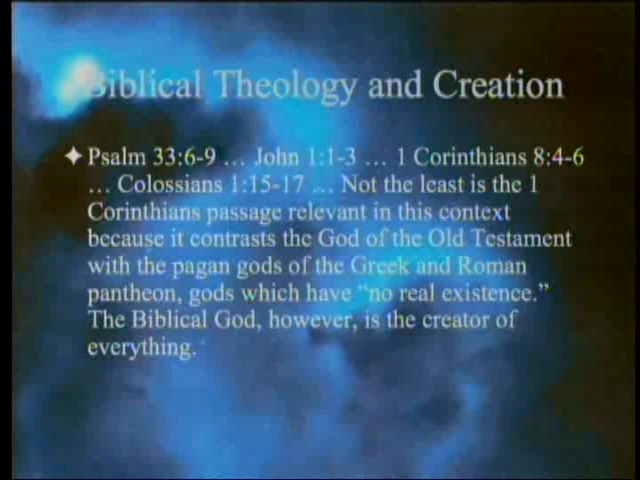 Biblical Theology and Creation
Psalm 33:6-9 … John 1:1-3 … 1 Corinthians 8:4-6
… Colossians 1:15-17 … Not the least is the 1
Corinthians passage relevant in this context
because it contrasts the God of the Old Testament
with the pagan gods of the Greek and Roman
pantheon, gods which have “no real existence.”
The Biblical God, however, is the creator of
everything.